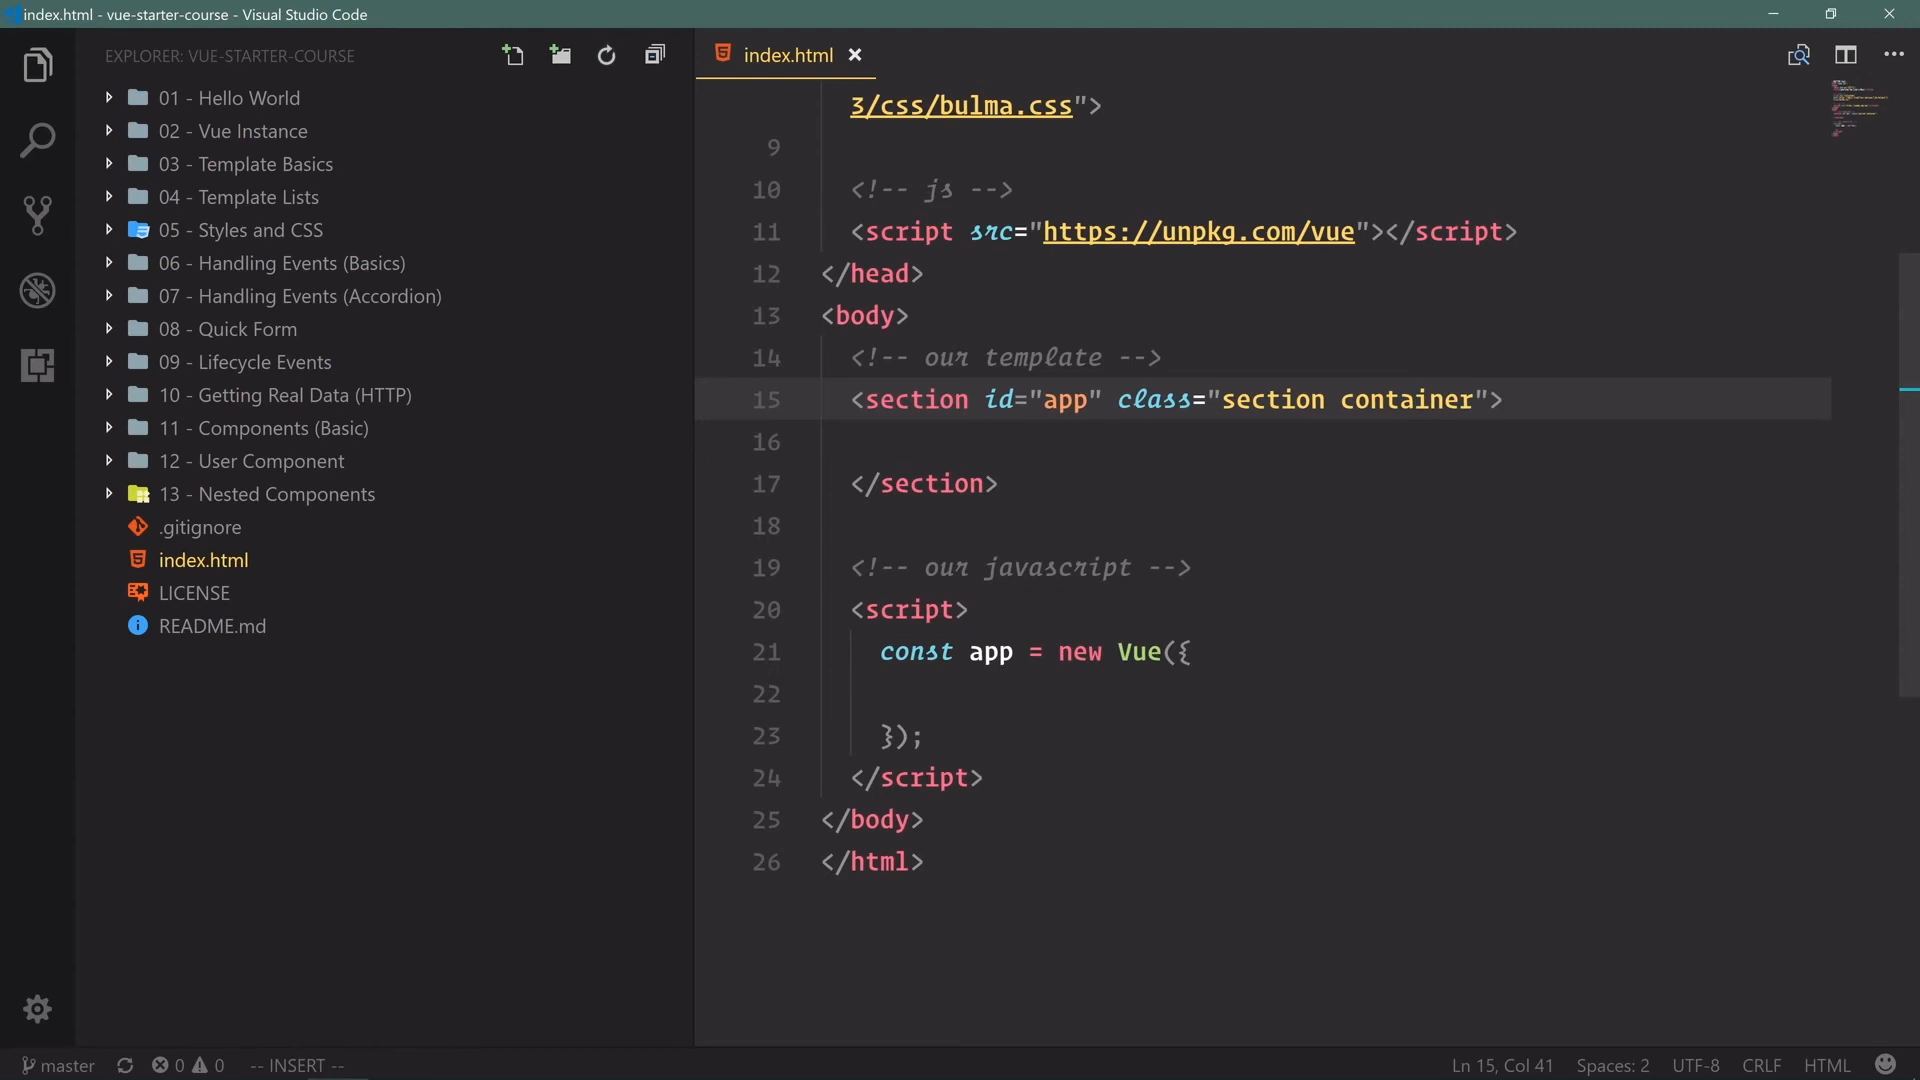 index.html - vue-starter-course - Visual Studio Code
EXPLORER: VUE-STARTER-COURSE
01 - Hello World
02 - Vue Instance
03 - Template Basics
04 - Template Lists
05 - Styles and CSS
06 - Handling Events (Basics)
07 - Handling Events (Accordion)
08 - Quick Form
09 - Lifecycle Events
10 - Getting Real Data (HTTP)
11 - Components (Basic)
12 - User Component
13 - Nested Components
.gitignore
index.html
LICENSE
README.md
index.html
3/css/bulma.css">
9
10 <!-- js -->
11 <script src="https://unpkg.com/vue"></script>
12 </head>
13 <body>
14 <!-- our template -->
15 <section id="app" class="section container">
16
17 </section>
18
19 <!-- our javascript -->
20 <script>
21 const app = new Vue({
22
23 });
24 </script>
25 </body>
26 </html>
master 0 0 -- INSERT -- Ln 15, Col 41 Spaces: 2 UTF-8 CRLF HTML